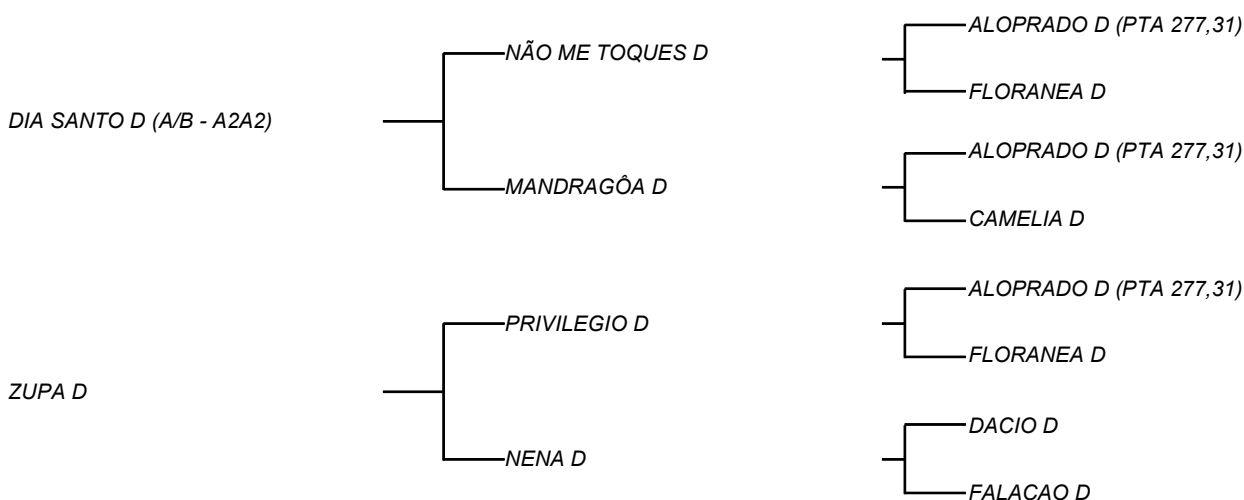 ALOPRADO D (PTA 277,31)
NÃO ME TOQUES D
FLORANEA D
DIA SANTO D (A/B - A2A2)
ALOPRADO D (PTA 277,31)
MANDRAGÔA D
CAMELIA D
ALOPRADO D (PTA 277,31)
PRIVILEGIO D
FLORANEA D
ZUPA D
DACIO D
NENA D
FALACAO D